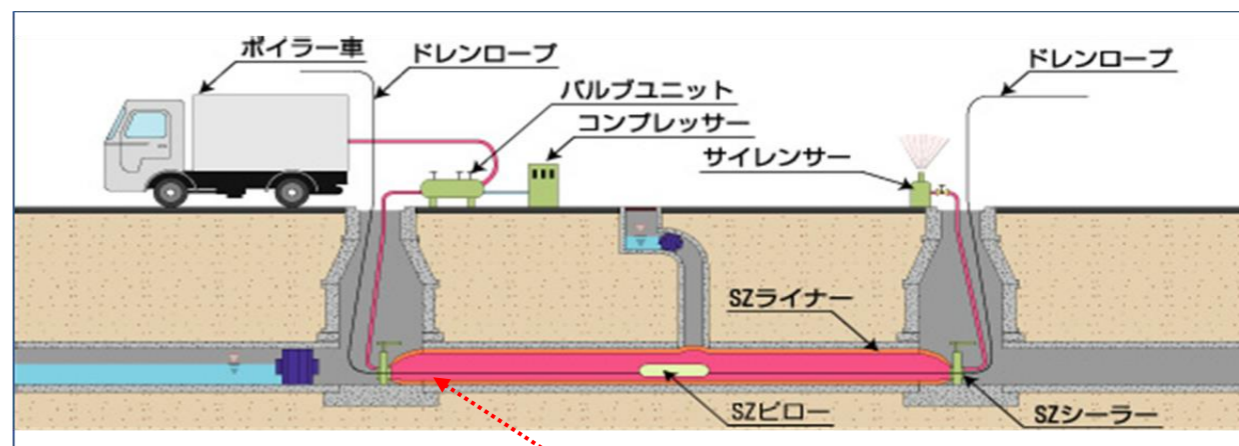 ボイラー車
ドレンロープ
バルブユニット
コンプレッサー
サイレンサー
ドレンロープ
SZライナー
SZピロー
SZシーラー